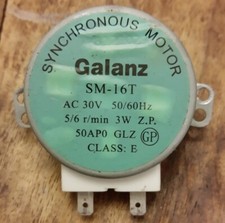 SYNCHRONOUS MOTOR
Galanz
SM-16T
AC 30V 50/60Hz
5/6 r/min 3W Z.P.
50AP0 GLZ GP
CLASS: E